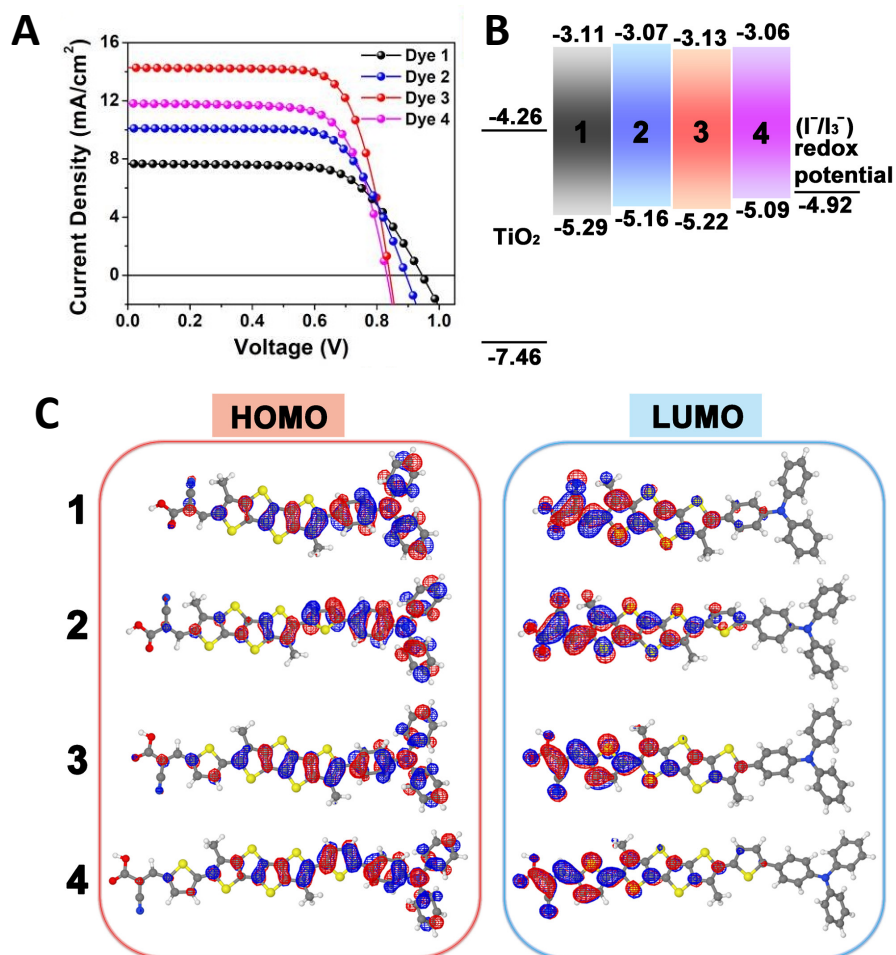 A
16
12
8
4
0
Current Density (mA/cm²)
Dye 1
Dye 2
Dye 3
Dye 4
0.0 0.2 0.4 0.6 0.8 1.0
Voltage (V)
B
-3.11 -3.07 -3.13 -3.06
-4.26
1 2 3 4
(I⁻/I₃⁻)
redox
potential
-4.92
-5.29 -5.16 -5.22 -5.09
TiO₂
-7.46
C
HOMO LUMO
1
2
3
4